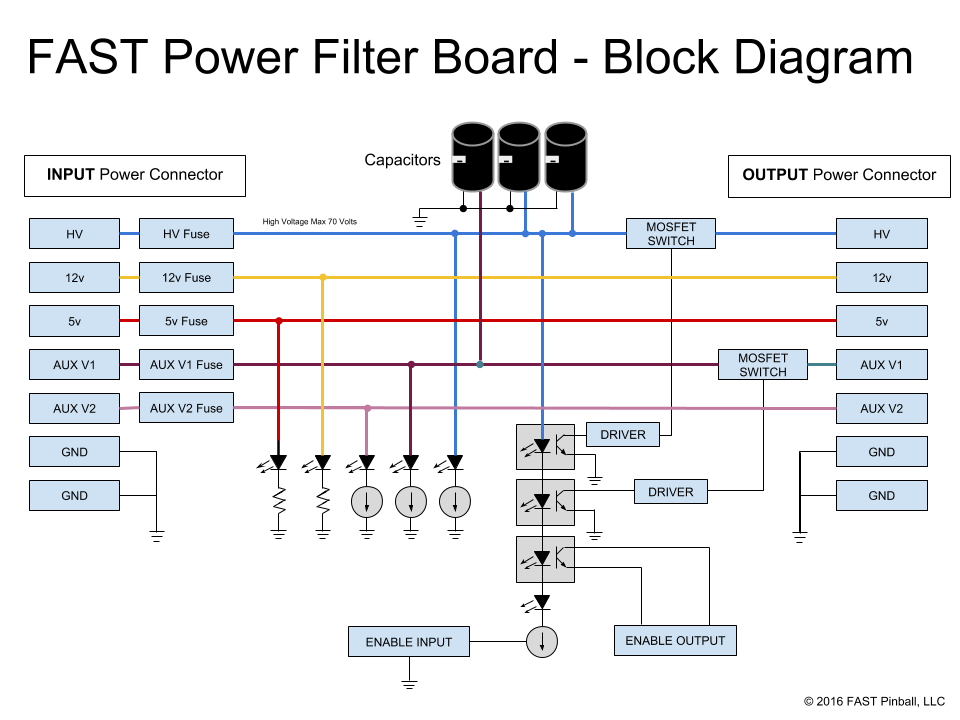 FAST Power Filter Board - Block Diagram
Capacitors
- - -
INPUT Power Connector
OUTPUT Power Connector
High Voltage Max 70 Volts
HV
HV Fuse
MOSFET
SWITCH
HV
12v
12v Fuse
12v
5v
5v Fuse
5v
AUX V1
AUX V1 Fuse
MOSFET
SWITCH
AUX V1
AUX V2
AUX V2 Fuse
AUX V2
DRIVER
GND
GND
DRIVER
GND
GND
ENABLE INPUT
ENABLE OUTPUT
© 2016 FAST Pinball, LLC